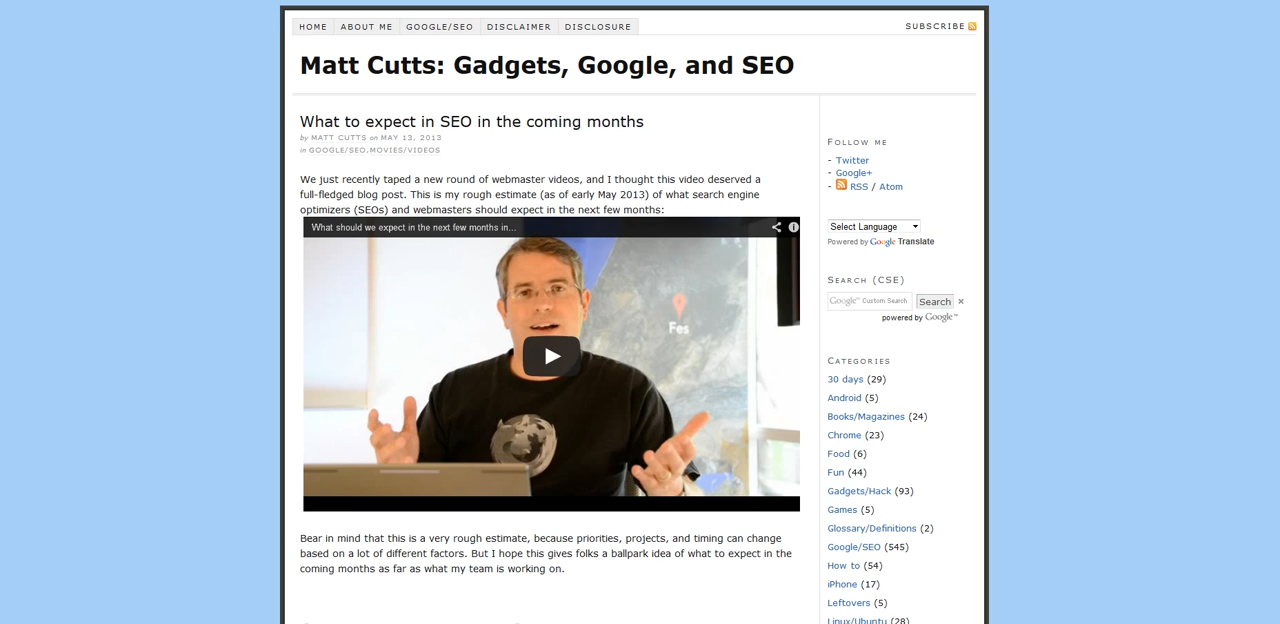 HOME ABOUT ME GOOGLE/SEO DISCLAIMER DISCLOSURE SUBSCRIBE
Matt Cutts: Gadgets, Google, and SEO
What to expect in SEO in the coming months
by MATT CUTTS on MAY 13, 2013
in GOOGLE/SEO,MOVIES/VIDEOS
We just recently taped a new round of webmaster videos, and I thought this video deserved a
full-fledged blog post. This is my rough estimate (as of early May 2013) of what search engine
optimizers (SEOs) and webmasters should expect in the next few months:
What should we expect in the next few months in...
Fes
Bear in mind that this is a very rough estimate, because priorities, projects, and timing can change
based on a lot of different factors. But I hope this gives folks a ballpark idea of what to expect in the
coming months as far as what my team is working on.
Follow me
- Twitter
- Google+
- RSS / Atom
Select Language
Powered by Google Translate
Search (CSE)
Google™ Custom Search Search ×
powered by Google™
Categories
30 days (29)
Android (5)
Books/Magazines (24)
Chrome (23)
Food (6)
Fun (44)
Gadgets/Hack (93)
Games (5)
Glossary/Definitions (2)
Google/SEO (545)
How to (54)
iPhone (17)
Leftovers (5)
Linux/Ubuntu (28)